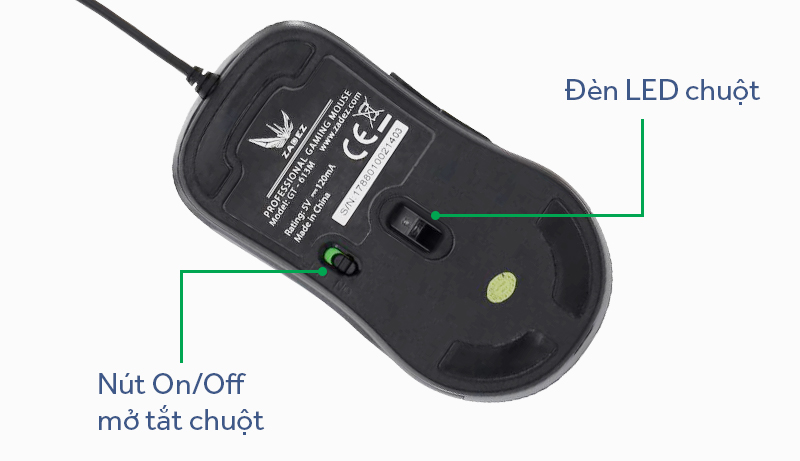 Đèn LED chuột
ZADEZ
PROFESSIONAL GAMING MOUSE
Model: GT - 613M www.zadez.com
Rating: 5V ⎓ 120mA
Made in China
CE
S/N 1788010021403
Nút On/Off
mở tắt chuột